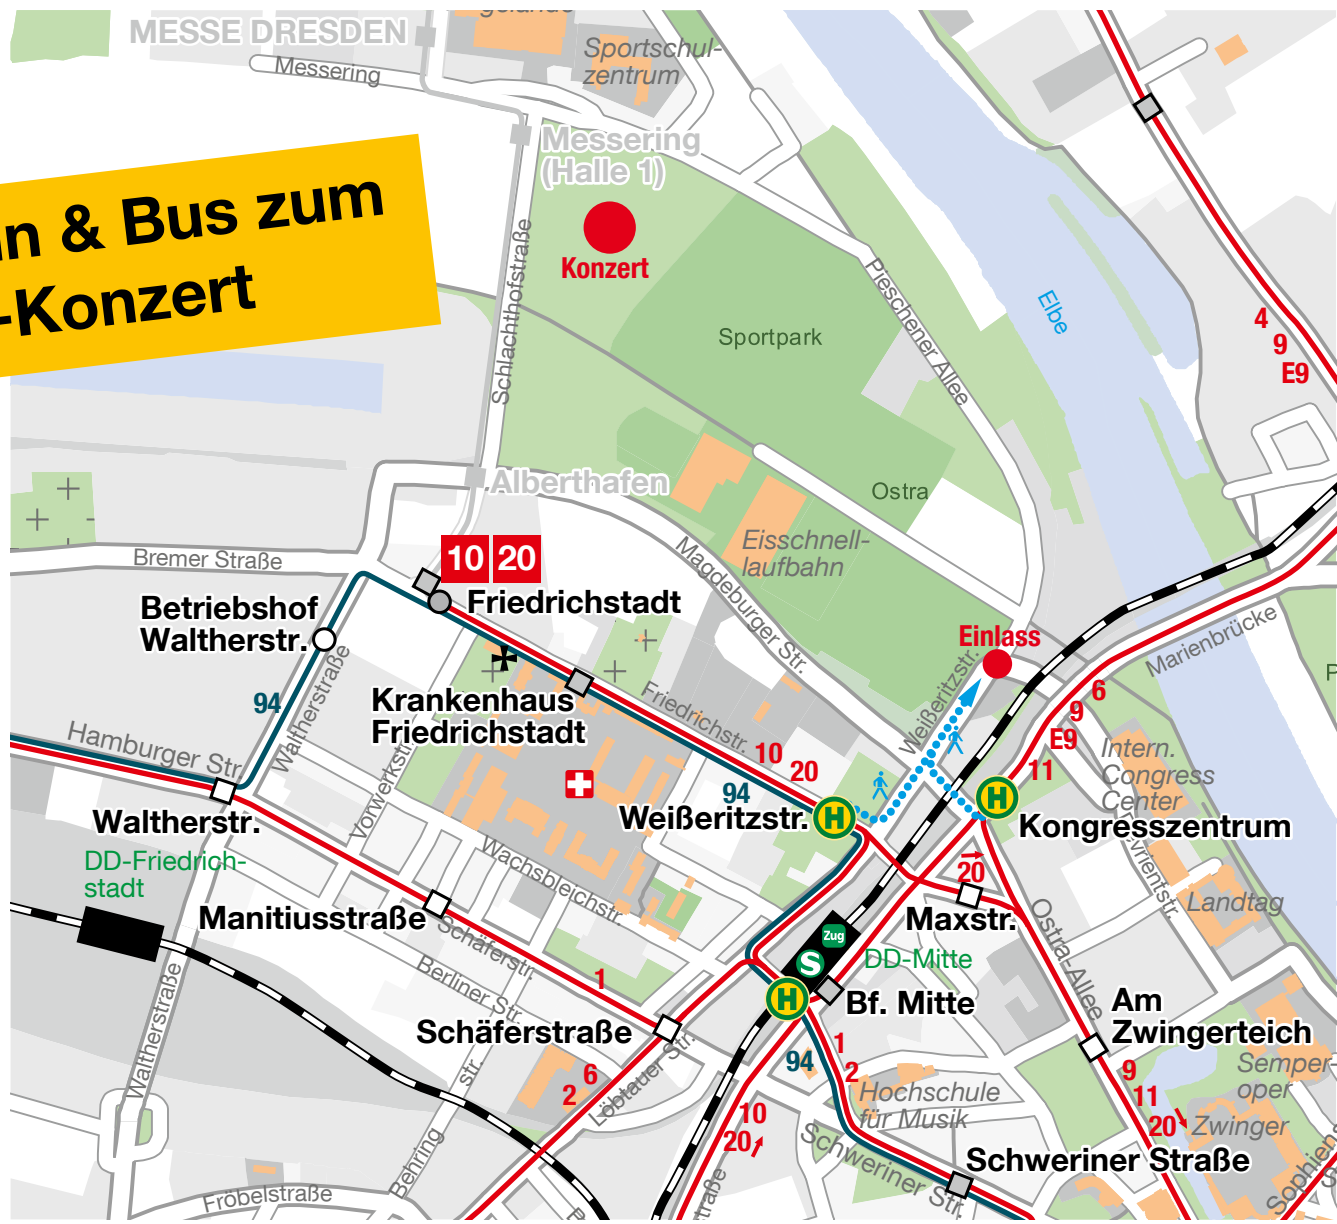 MESSE DRESDEN
Messering
Sportschul-
zentrum
Messering
(Halle 1)
& Bus zum
-Konzert
Konzert
Schlachthofstraße
Sportpark
Pieschener Allee
Elbe
4
9
E9
Alberthafen
Ostra
Eisschnell-
laufbahn
Magdeburger Str.
Bremer Straße
10 20
Friedrichstadt
Betriebshof
Waltherstr.
94
Waltherstraße
Hamburger Str.
Krankenhaus
Friedrichstadt
Friedrichstr.
10
20
94
Einlass
Weißeritzstr.
Marienbrücke
6
9
E9
11
Intern.
Congress
Center
H
Weißeritzstr.
H
Kongresszentrum
Waltherstr.
DD-Friedrich-
stadt
Vorwerkstr.
Wachsbleichstr.
20
Maxstr.
Landtag
Ostra-Allee
Manitiusstraße
Schäferstr.
Berliner Str.
1
Zug
S
DD-Mitte
H
Bf. Mitte
Am
Zwingerteich
Schäferstraße
Löbtauer Str.
6
2
94
1
2
Hochschule
für Musik
9
11
20
Semper-
oper
Zwinger
Waltherstraße
10
20
Schweriner Str.
Schweriner Straße
Fröbelstraße
Behring
str.